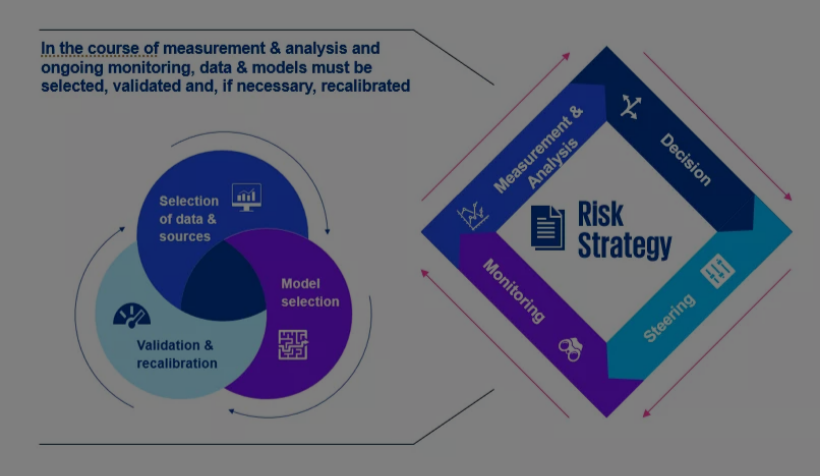 In the course of measurement & analysis and
ongoing monitoring, data & models must be
selected, validated and, if necessary, recalibrated
Selection
of data &
sources
Model
selection
Validation &
recalibration
Measurement &
Analysis
Decision
Risk
Strategy
Monitoring
Steering